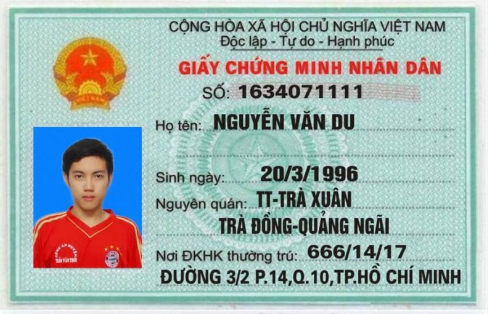 CỘNG HÒA XÃ HỘI CHỦ NGHĨA VIỆT NAM
Độc lập - Tự do - Hạnh phúc
GIẤY CHỨNG MINH NHÂN DÂN
SỐ: 1634071111
Họ tên: NGUYỄN VĂN DU
Sinh ngày: 20/3/1996
Nguyên quán: TT-TRÀ XUÂN
TRÀ ĐỒNG-QUẢNG NGÃI
Nơi ĐKHK thường trú: 666/14/17
ĐƯỜNG 3/2 P.14,Q.10,TP.HỒ CHÍ MINH
VIỆT NAM